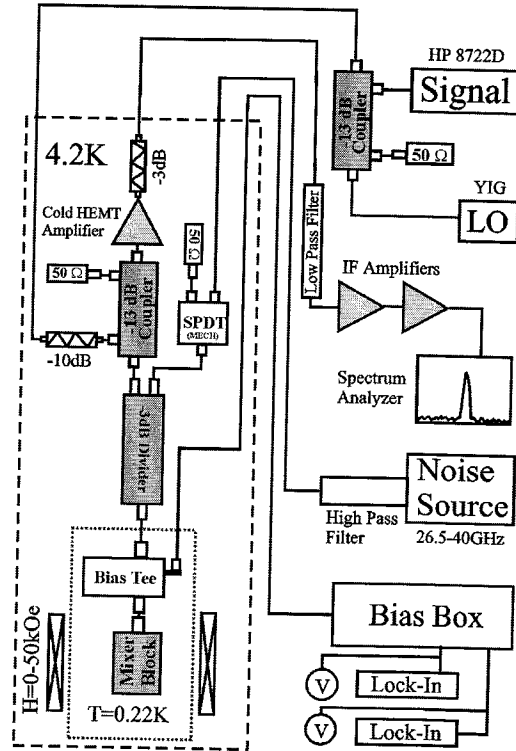 HP 8722D
Signal
-13 dB
Coupler
50 Ω
YIG
LO
4.2K
-3dB
Cold HEMT
Amplifier
50 Ω
-13 dB
Coupler
-10dB
50 Ω
SPDT
(MECH)
Low Pass Filter
IF Amplifiers
Spectrum
Analyzer
-3dB Divider
Noise
Source
High Pass
Filter
26.5-40GHz
Bias Tee
Mixer
Block
H=0-50kOe
T=0.22K
Bias Box
V
Lock-In
V
Lock-In